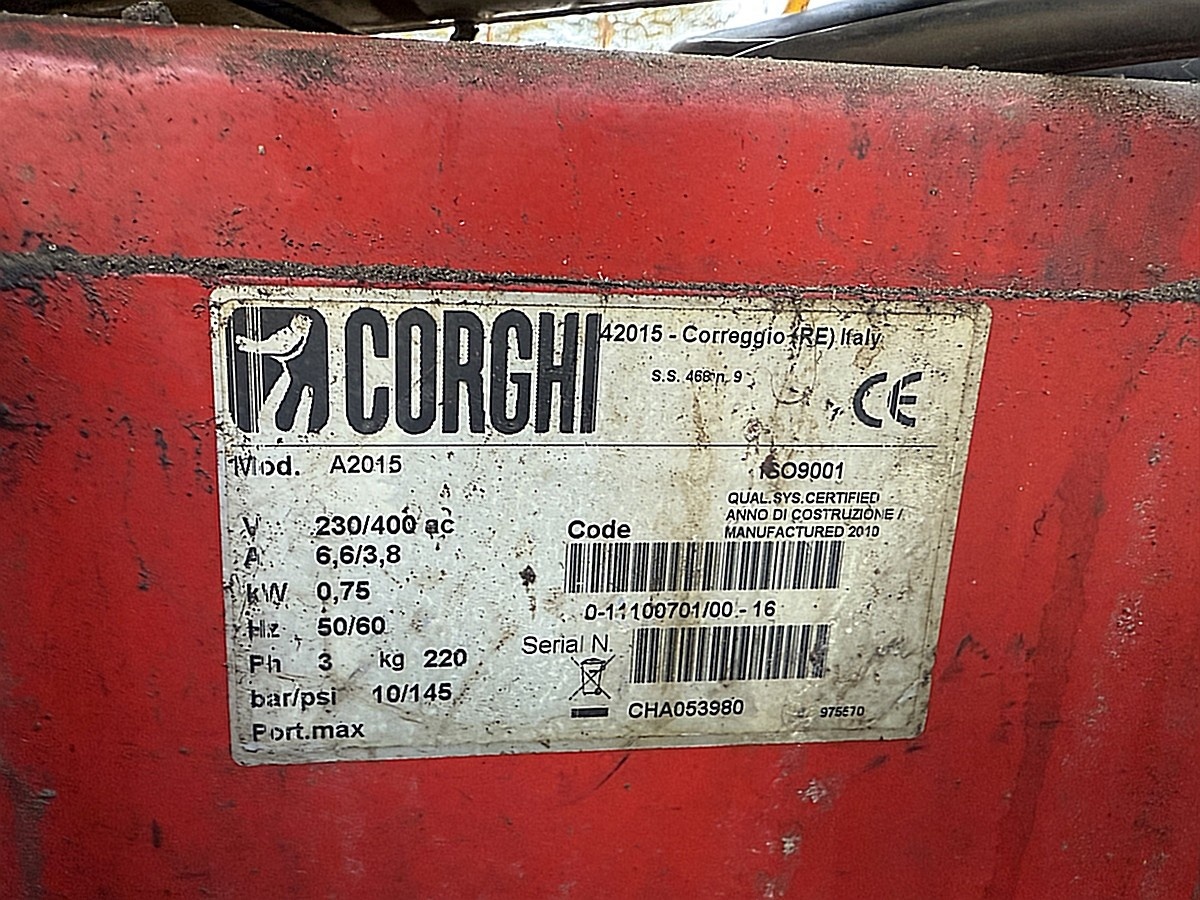 CORGHI
42015 - Correggio (RE) Italy
S.S. 468 n. 9
CE
Mod. A2015
ISO9001
QUAL.SYS.CERTIFIED
ANNO DI COSTRUZIONE /
MANUFACTURED 2010
V 230/400 ac
A 6,6/3,8
kW 0,75
Hz 50/60
Ph 3 kg 220
bar/psi 10/145
Port.max
Code
0-11100701/00 - 16
Serial N.
CHA053980
975570